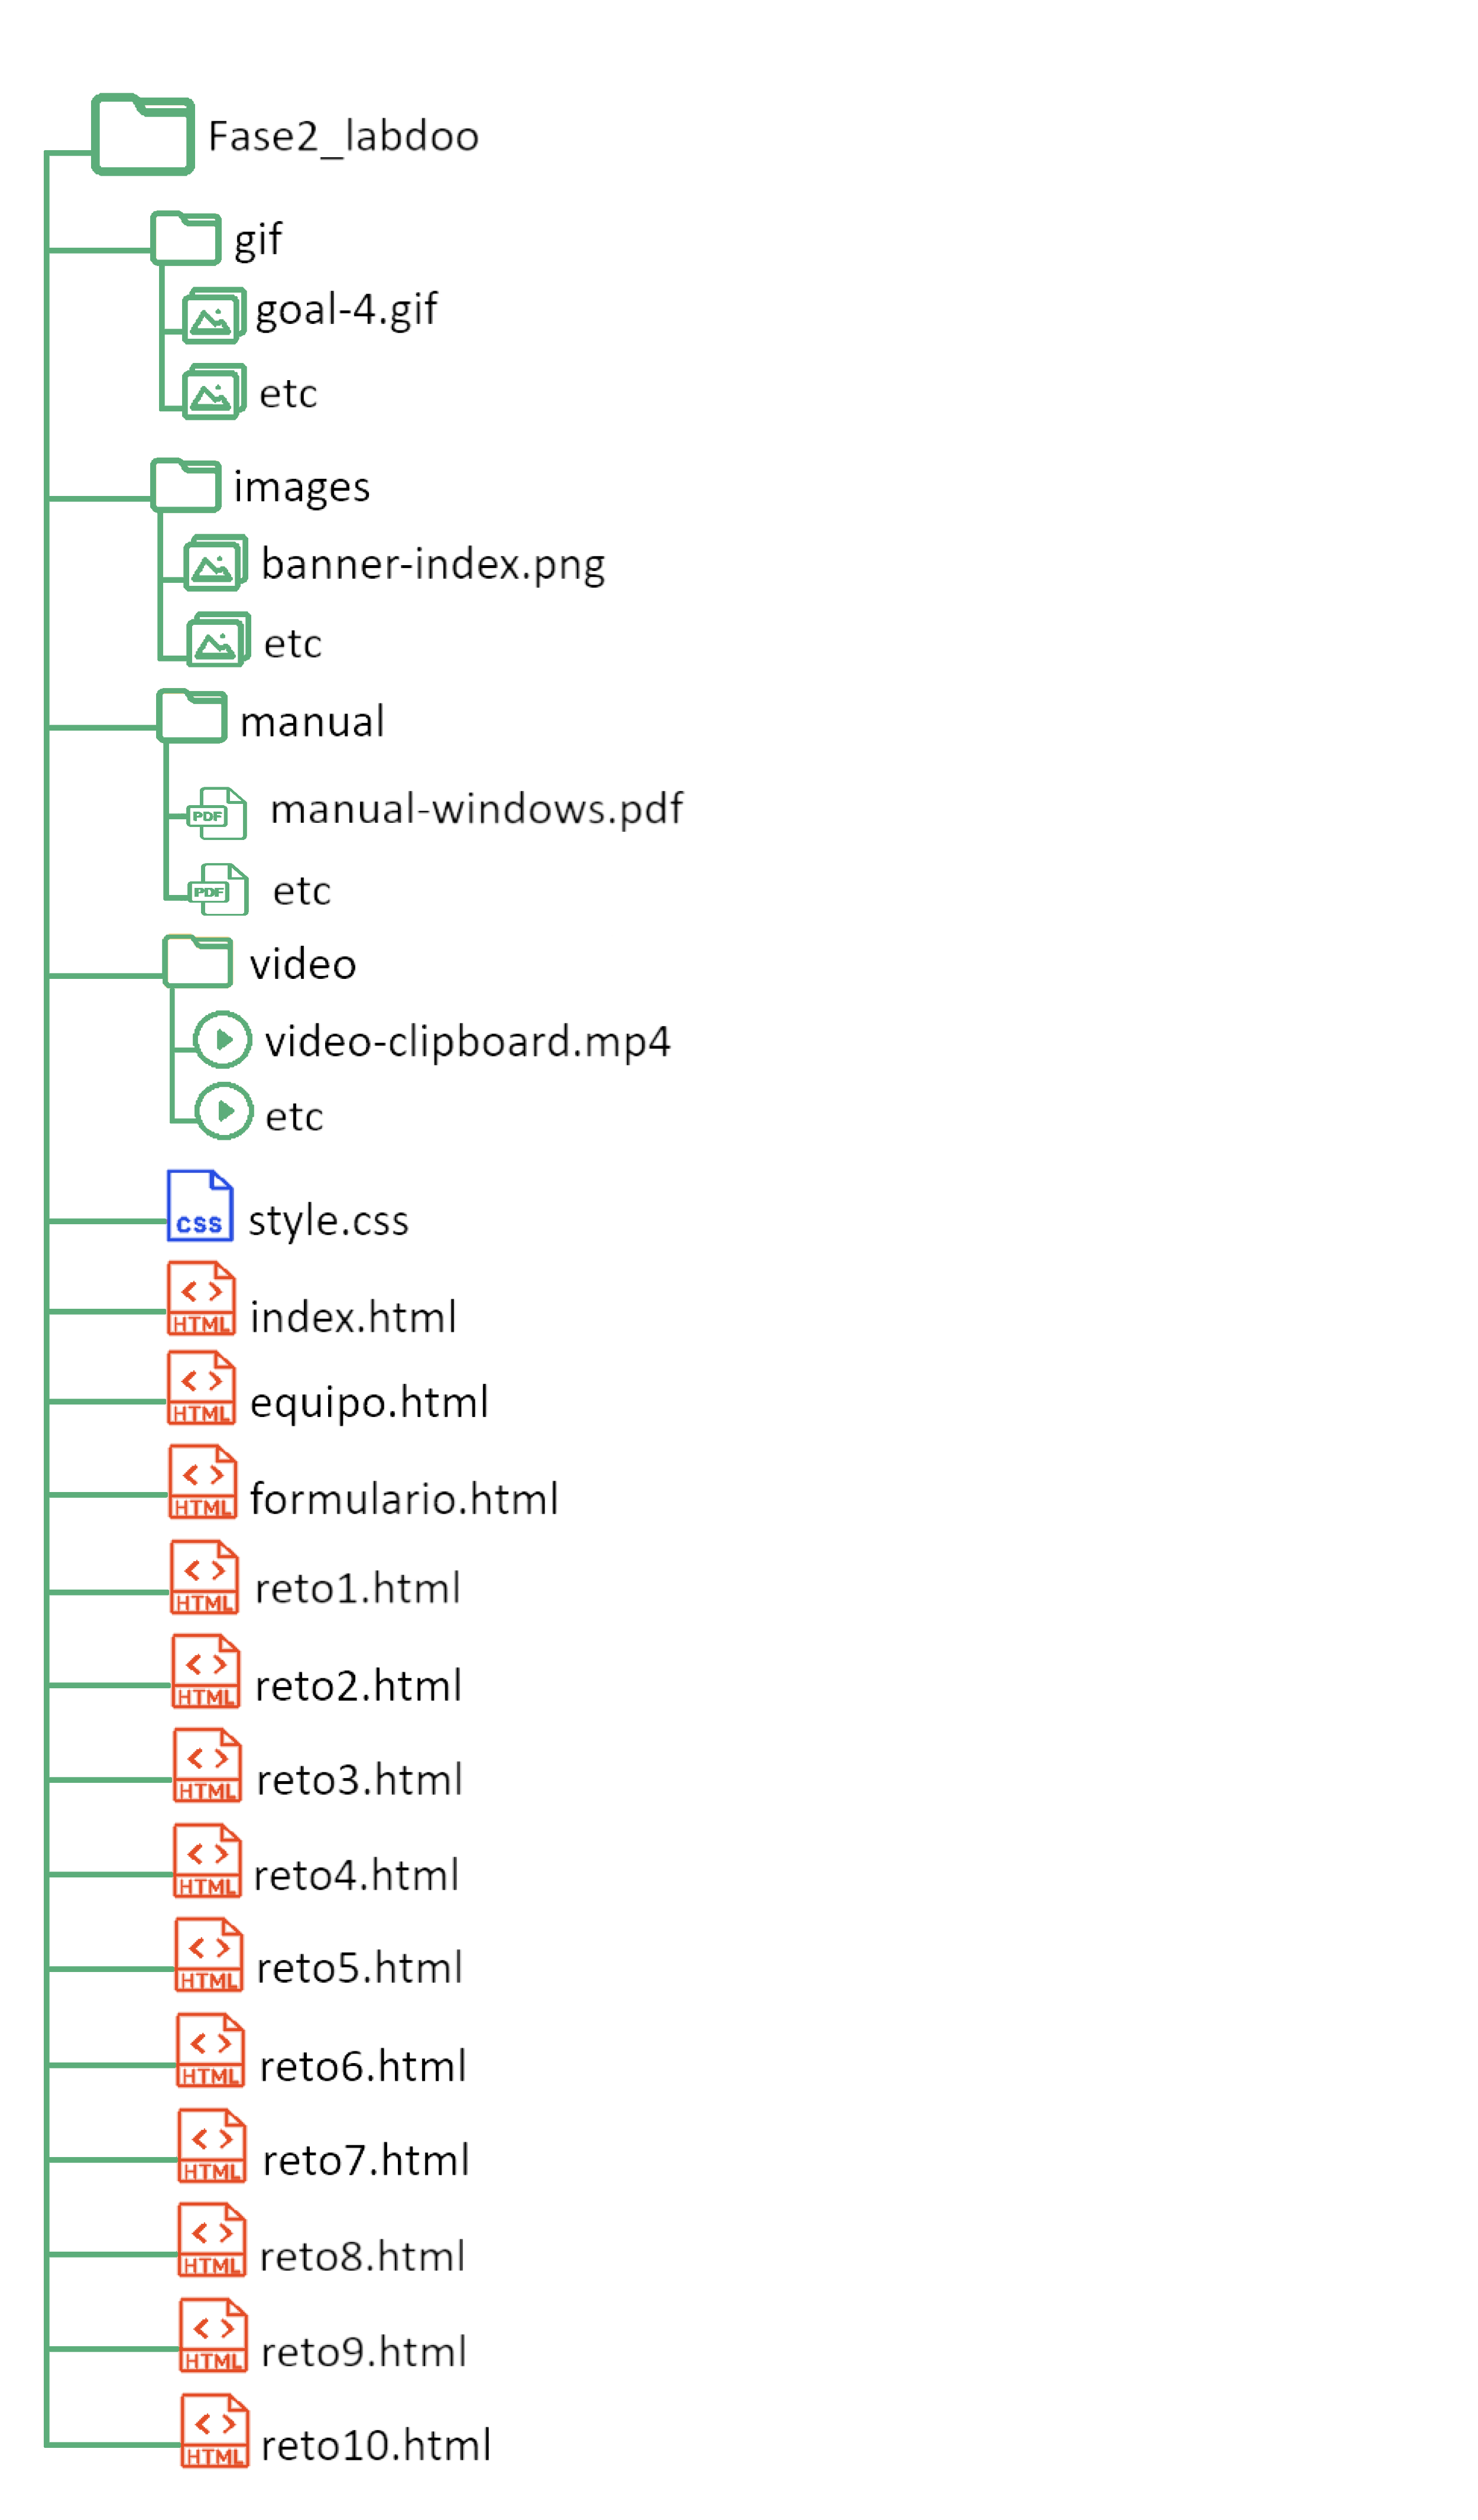 Fase2_labdoo
gif
goal-4.gif
etc
images
banner-index.png
etc
manual
PDF manual-windows.pdf
PDF etc
video
video-clipboard.mp4
etc
css style.css
HTML index.html
HTML equipo.html
HTML formulario.html
HTML reto1.html
HTML reto2.html
HTML reto3.html
HTML reto4.html
HTML reto5.html
HTML reto6.html
HTML reto7.html
HTML reto8.html
HTML reto9.html
HTML reto10.html